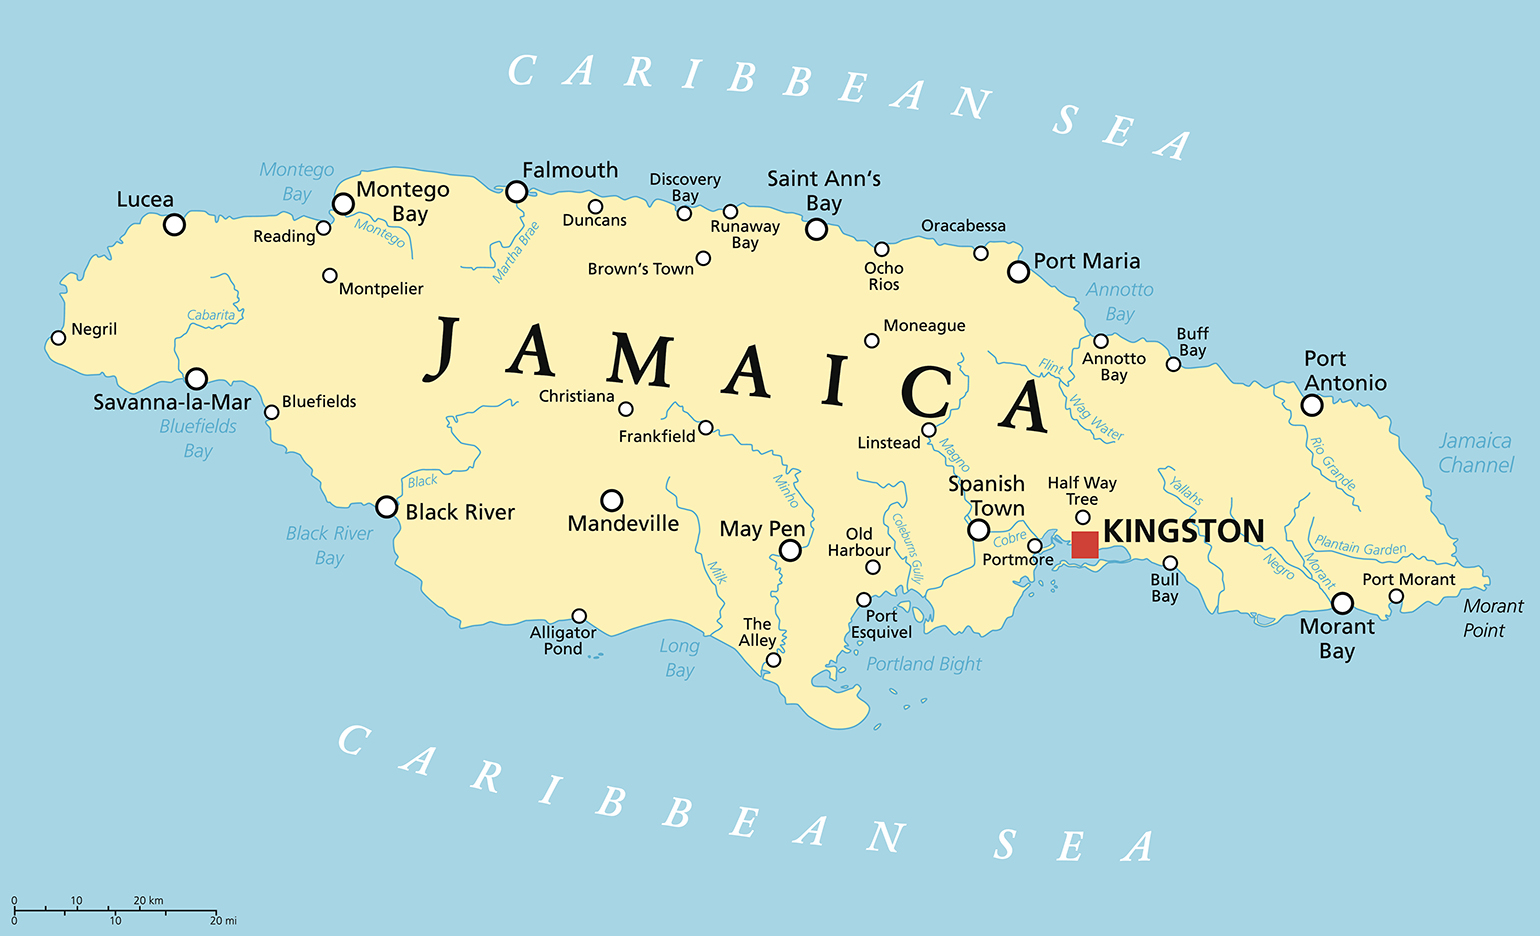 CARIBBEAN SEA
Montego
Bay
Falmouth
Discovery
Bay
Saint Ann's
Bay
Lucea
Montego
Bay
Duncans
Runaway
Bay
Oracabessa
Reading
Montego
Martha Brae
Brown's Town
Ocho
Rios
Port Maria
Montpelier
Annotto
Bay
Cabarita
Negril
Moneague
Buff
Bay
JAMAICA
Flint
Annotto
Bay
Port
Antonio
Savanna-la-Mar
Bluefields
Christiana
Wag Water
Bluefields
Bay
Frankfield
Linstead
Magno
Rio Grande
Jamaica
Channel
Black
Minho
Spanish
Town
Half Way
Tree
Yallahs
Black River
Mandeville
May Pen
Old
Harbour
Coleburns Gully
Cobre
Portmore
KINGSTON
Black River
Bay
Plantain Garden
Milk
Bull
Bay
Negro
Morant
Port Morant
Morant
Point
Alligator
Pond
Long
Bay
The
Alley
Port
Esquivel
Morant
Bay
Portland Bight
CARIBBEAN SEA
0 10 20 km
0 10 20 mi